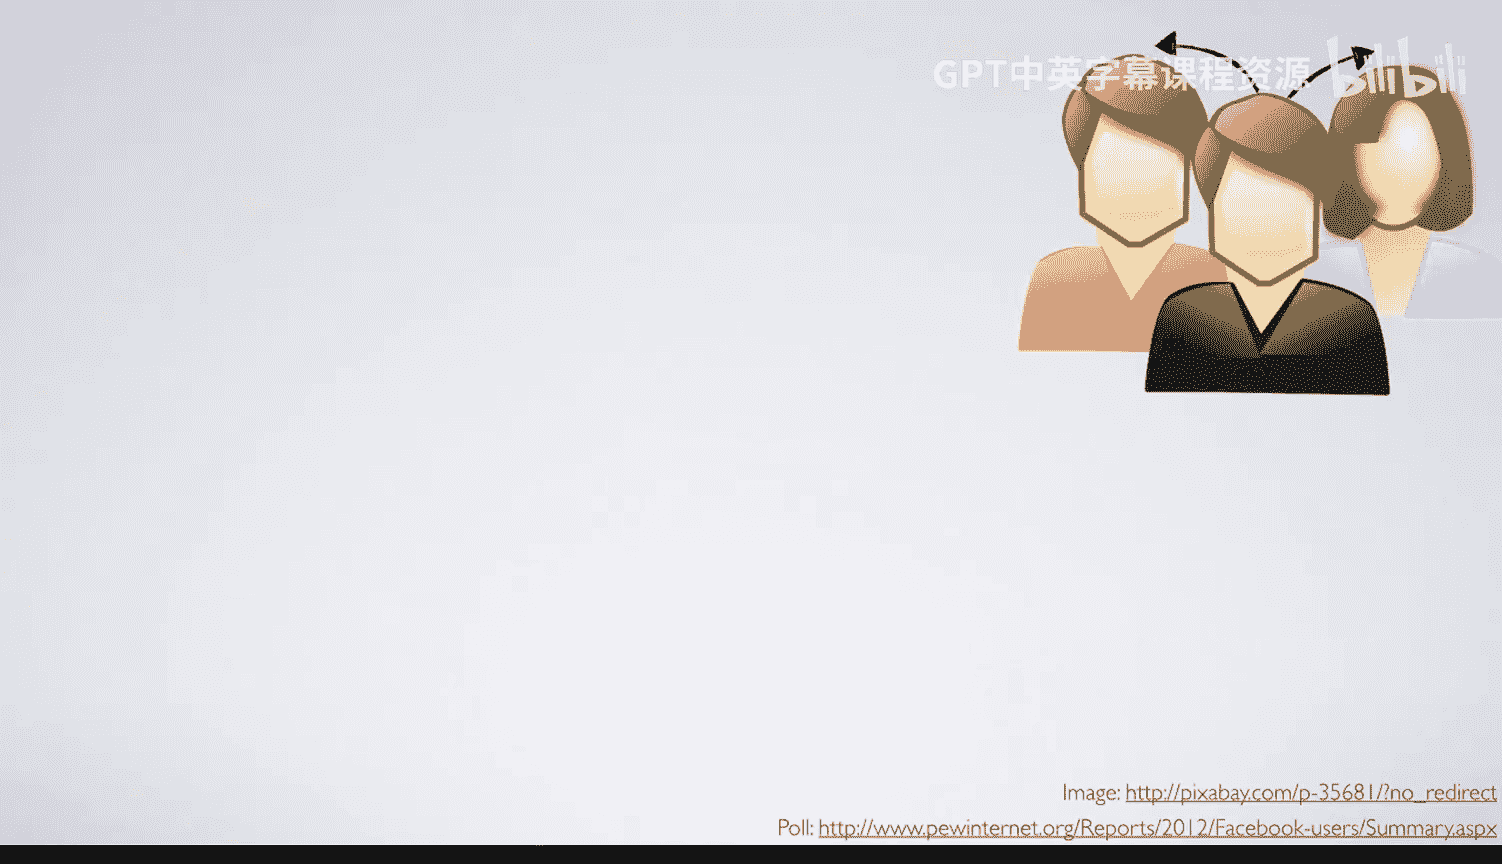 GPT中英字幕课程资源 bilibili
Image: http://pixabay.com/p-35681/?no_redirect
Poll: http://www.pewinternet.org/Reports/2012/Facebook-users/Summary.aspx